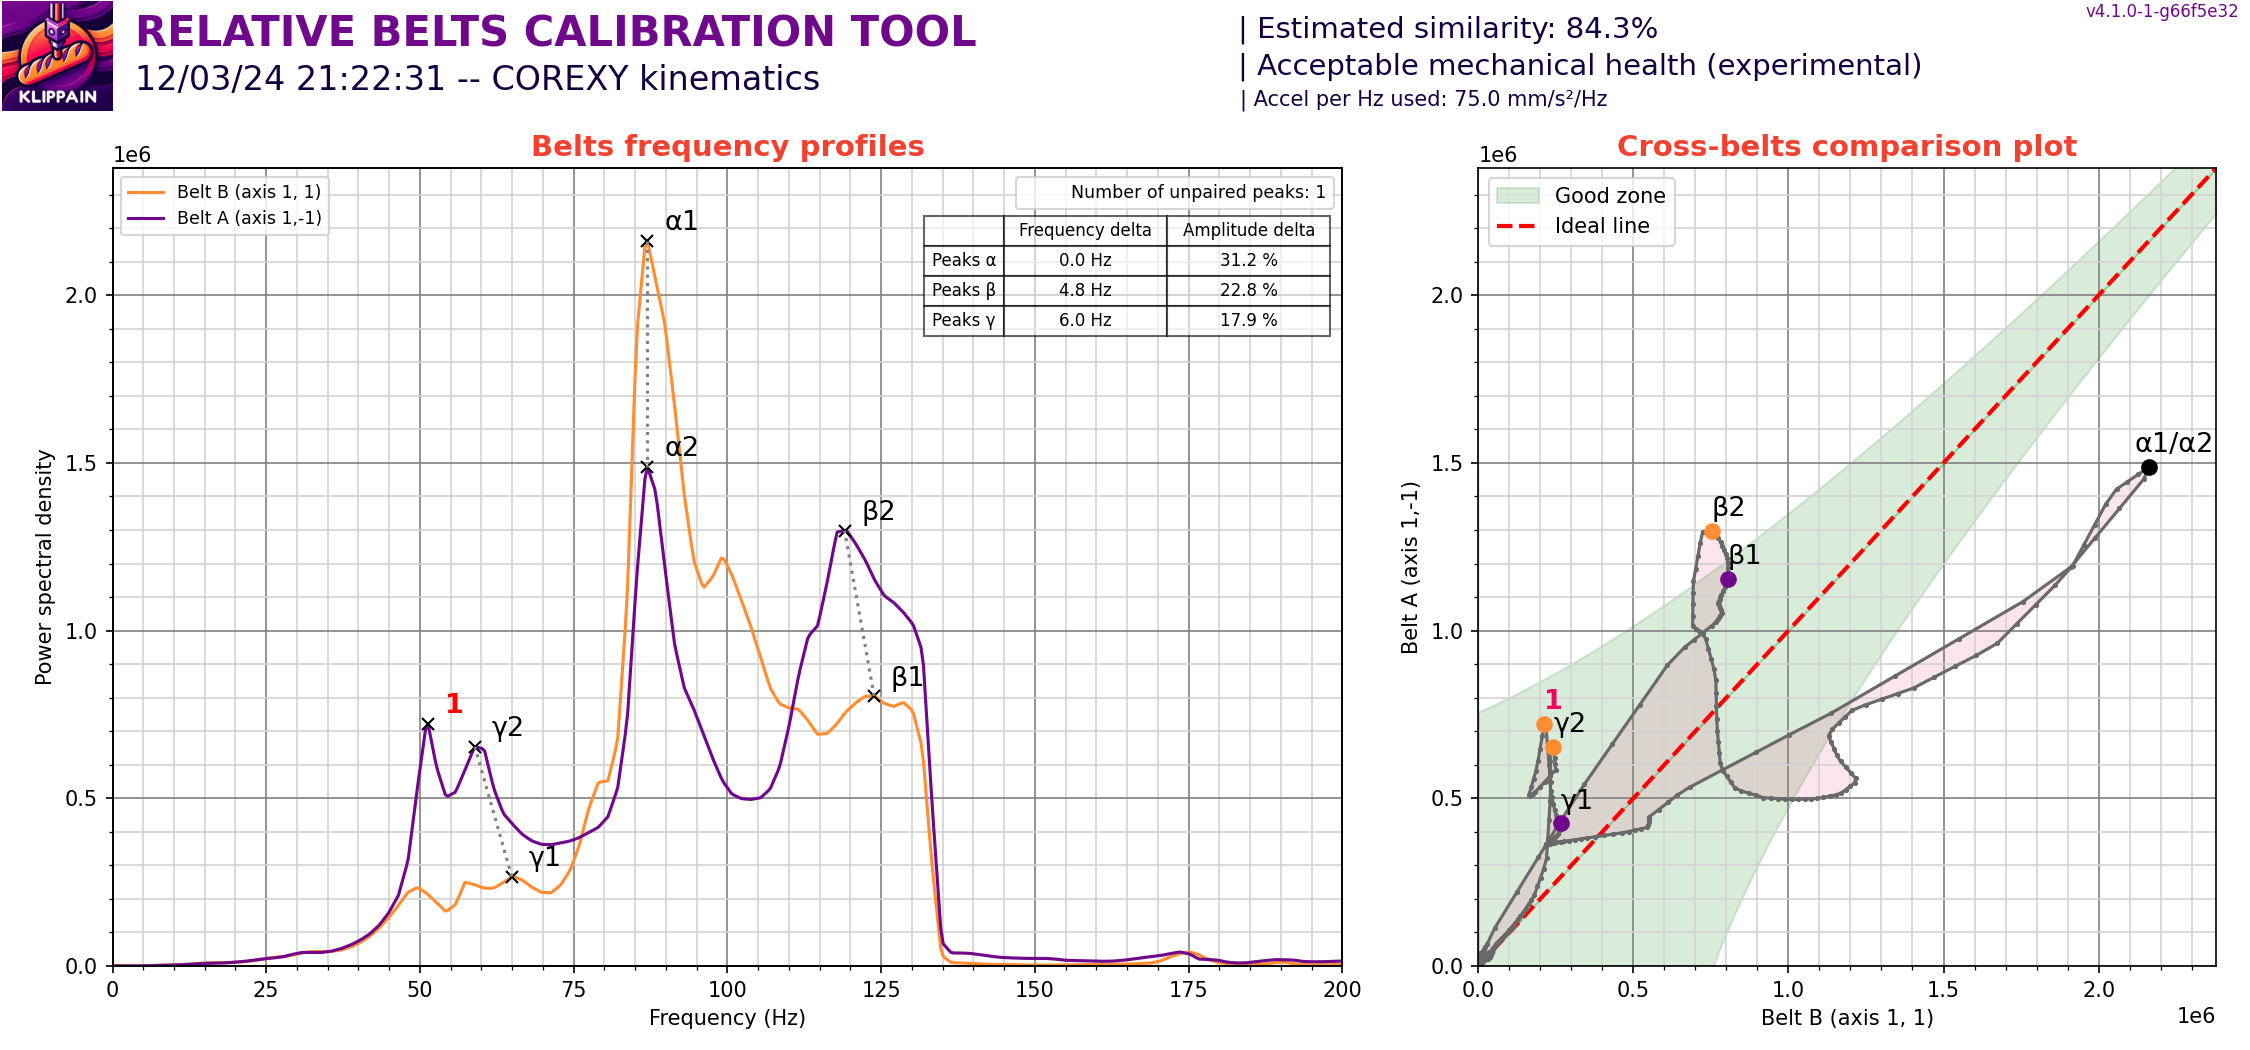 KLIPPAIN
RELATIVE BELTS CALIBRATION TOOL
12/03/24 21:22:31 -- COREXY kinematics
| Estimated similarity: 84.3%
| Acceptable mechanical health (experimental)
| Accel per Hz used: 75.0 mm/s²/Hz
v4.1.0-1-g66f5e32
Belts frequency profiles
1e6
Belt B (axis 1, 1)
Belt A (axis 1,-1)
Number of unpaired peaks: 1
Frequency delta Amplitude delta
Peaks α 0.0 Hz 31.2 %
Peaks β 4.8 Hz 22.8 %
Peaks γ 6.0 Hz 17.9 %
α1
α2
β2
β1
1
γ2
γ1
2.0
1.5
1.0
0.5
0.0
Power spectral density
0 25 50 75 100 125 150 175 200
Frequency (Hz)
Cross-belts comparison plot
1e6
Good zone
Ideal line
α1/α2
β2
β1
1
γ2
γ1
2.0
1.5
1.0
0.5
0.0
Belt A (axis 1,-1)
0.0 0.5 1.0 1.5 2.0
Belt B (axis 1, 1)
1e6